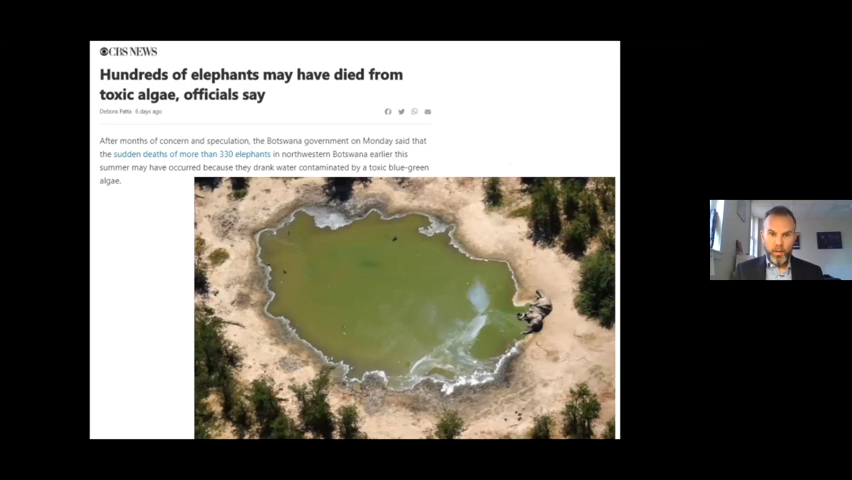 CBS NEWS
Hundreds of elephants may have died from
toxic algae, officials say
Debora Patta 6 days ago
After months of concern and speculation, the Botswana government on Monday said that
the sudden deaths of more than 330 elephants in northwestern Botswana earlier this
summer may have occurred because they drank water contaminated by a toxic blue-green
algae.